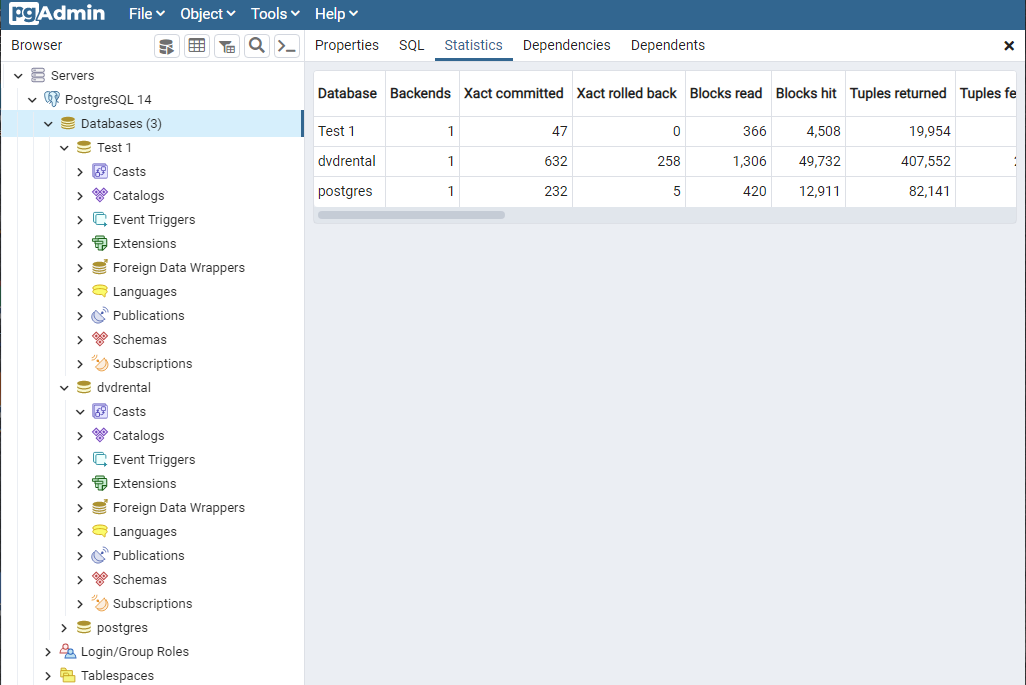 pgAdmin File Object Tools Help
Browser
Properties SQL Statistics Dependencies Dependents
Servers
PostgreSQL 14
Databases (3)
Test 1
Casts
Catalogs
Event Triggers
Extensions
Foreign Data Wrappers
Languages
Publications
Schemas
Subscriptions
dvdrental
Casts
Catalogs
Event Triggers
Extensions
Foreign Data Wrappers
Languages
Publications
Schemas
Subscriptions
postgres
Login/Group Roles
Tablespaces
Database Backends Xact committed Xact rolled back Blocks read Blocks hit Tuples returned Tuples fe
Test 1 1 47 0 366 4,508 19,954
dvdrental 1 632 258 1,306 49,732 407,552
postgres 1 232 5 420 12,911 82,141